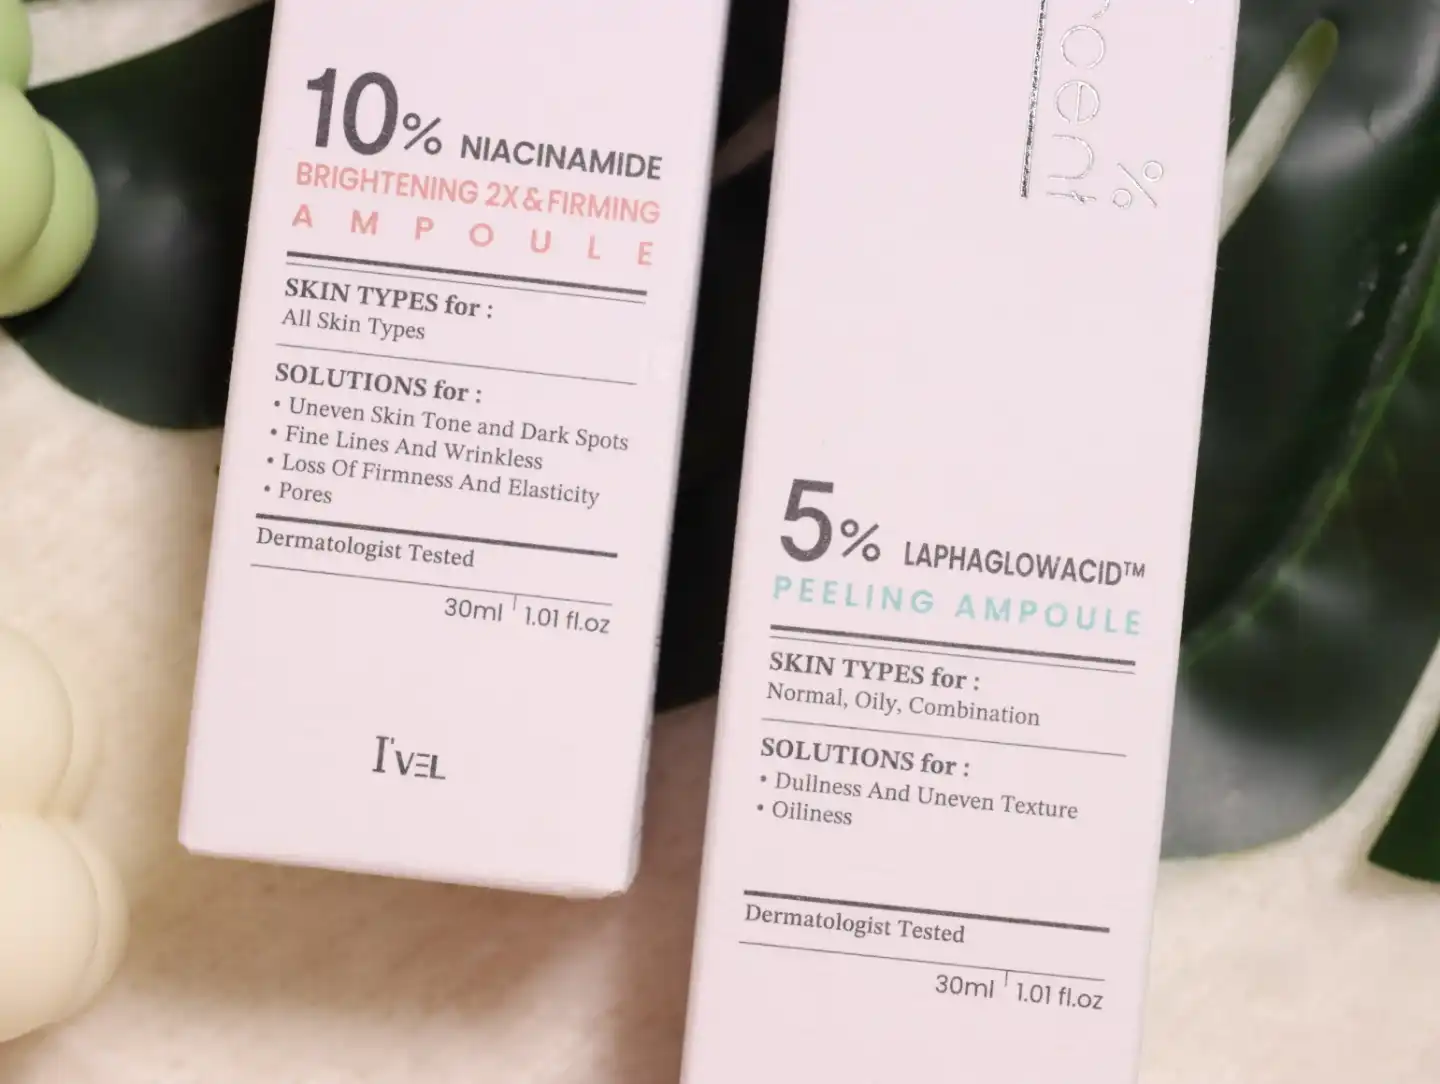 10% NIACINAMIDE
BRIGHTENING 2X & FIRMING
AMPOULE
SKIN TYPES for :
All Skin Types
SOLUTIONS for :
• Uneven Skin Tone and Dark Spots
• Fine Lines And Wrinkless
• Loss Of Firmness And Elasticity
• Pores
Dermatologist Tested
30ml | 1.01 fl.oz
I'VEL
%
5% LAPHAGLOWACID™
PEELING AMPOULE
SKIN TYPES for :
Normal, Oily, Combination
SOLUTIONS for :
• Dullness And Uneven Texture
• Oiliness
Dermatologist Tested
30ml | 1.01 fl.oz